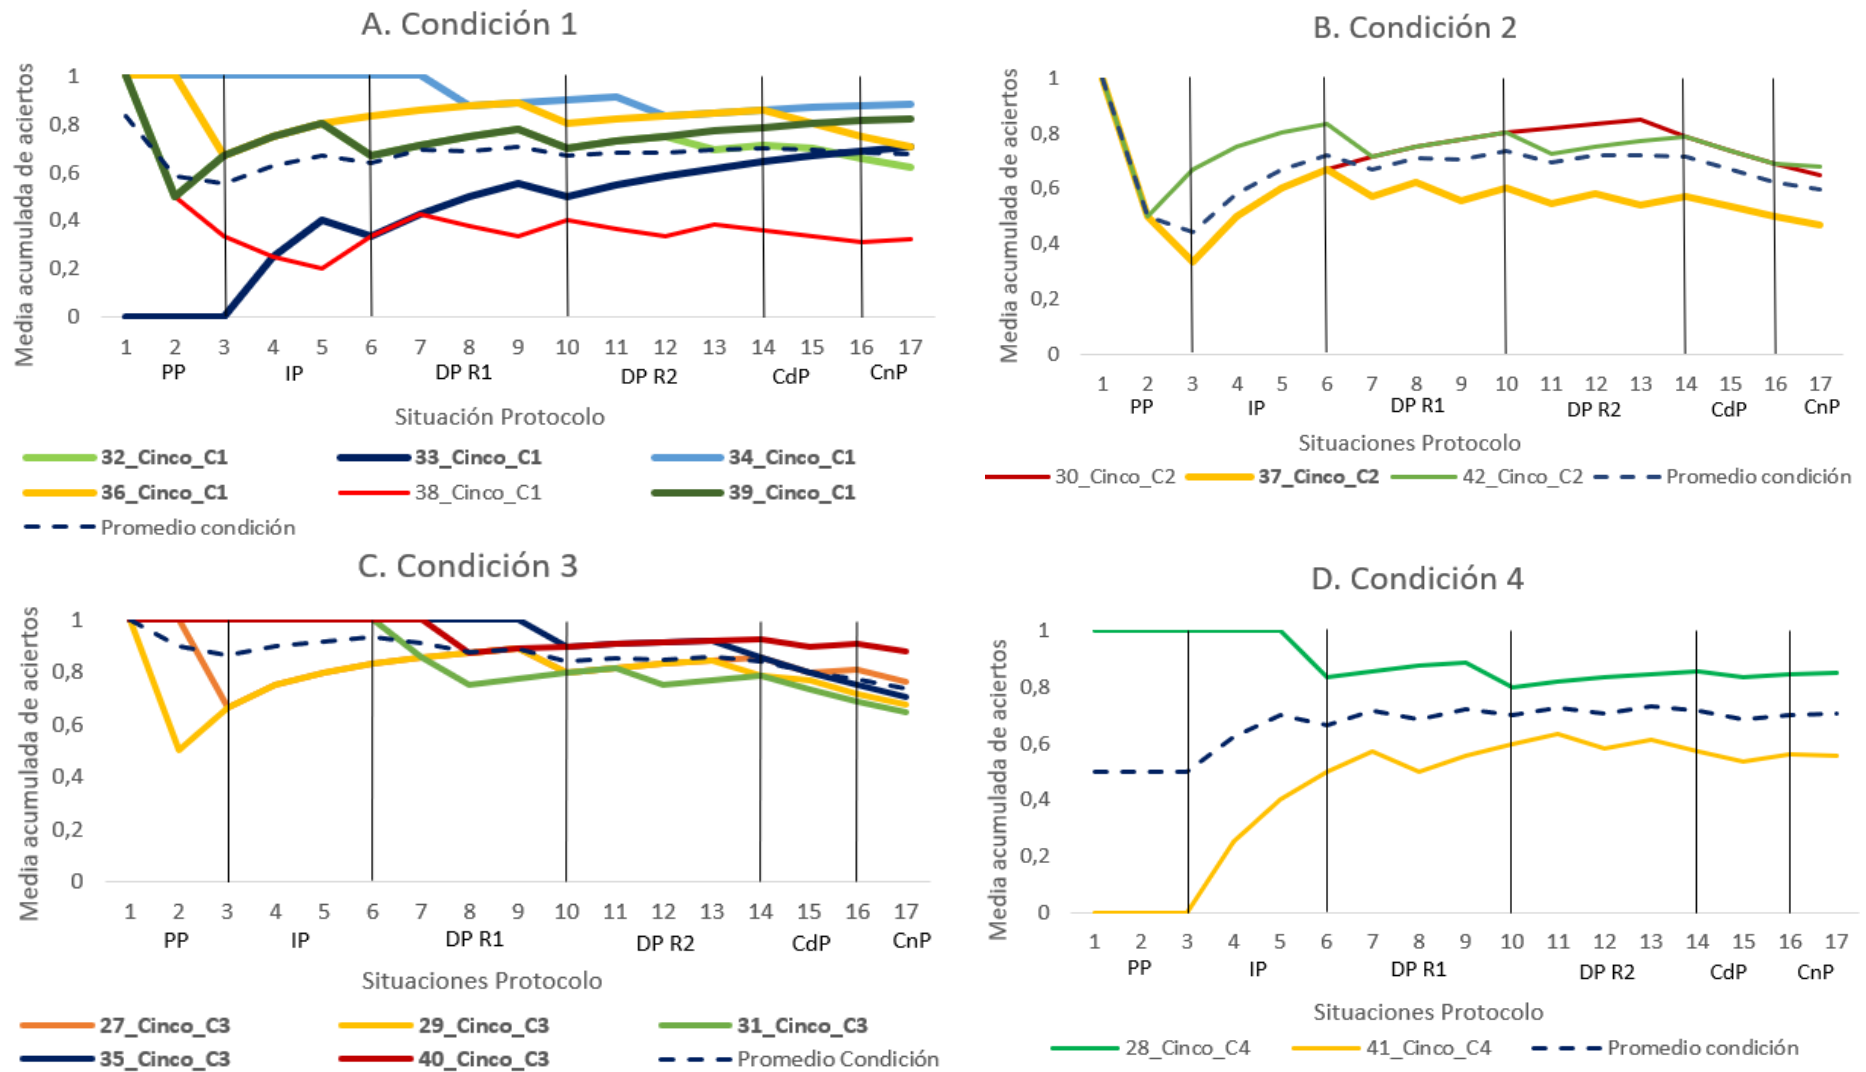 A. Condición 1
Media acumulada de aciertos
1
0,8
0,6
0,4
0,2
0
1 2 3 4 5 6 7 8 9 10 11 12 13 14 15 16 17
PP IP DP R1 DP R2 CdP CnP
Situación Protocolo
32_Cinco_C1 33_Cinco_C1 34_Cinco_C1
36_Cinco_C1 38_Cinco_C1 39_Cinco_C1
Promedio condición
B. Condición 2
Media acumulada de aciertos
1
0,8
0,6
0,4
0,2
0
1 2 3 4 5 6 7 8 9 10 11 12 13 14 15 16 17
PP IP DP R1 DP R2 CdP CnP
Situaciones Protocolo
30_Cinco_C2 37_Cinco_C2 42_Cinco_C2 Promedio condición
C. Condición 3
Media acumulada de aciertos
1
0,8
0,6
0,4
0,2
0
1 2 3 4 5 6 7 8 9 10 11 12 13 14 15 16 17
PP IP DP R1 DP R2 CdP CnP
Situaciones Protocolo
27_Cinco_C3 29_Cinco_C3 31_Cinco_C3
35_Cinco_C3 40_Cinco_C3 Promedio Condición
D. Condición 4
Media acumulada de aciertos
1
0,8
0,6
0,4
0,2
0
1 2 3 4 5 6 7 8 9 10 11 12 13 14 15 16 17
PP IP DP R1 DP R2 CdP CnP
Situaciones Protocolo
28_Cinco_C4 41_Cinco_C4 Promedio condición